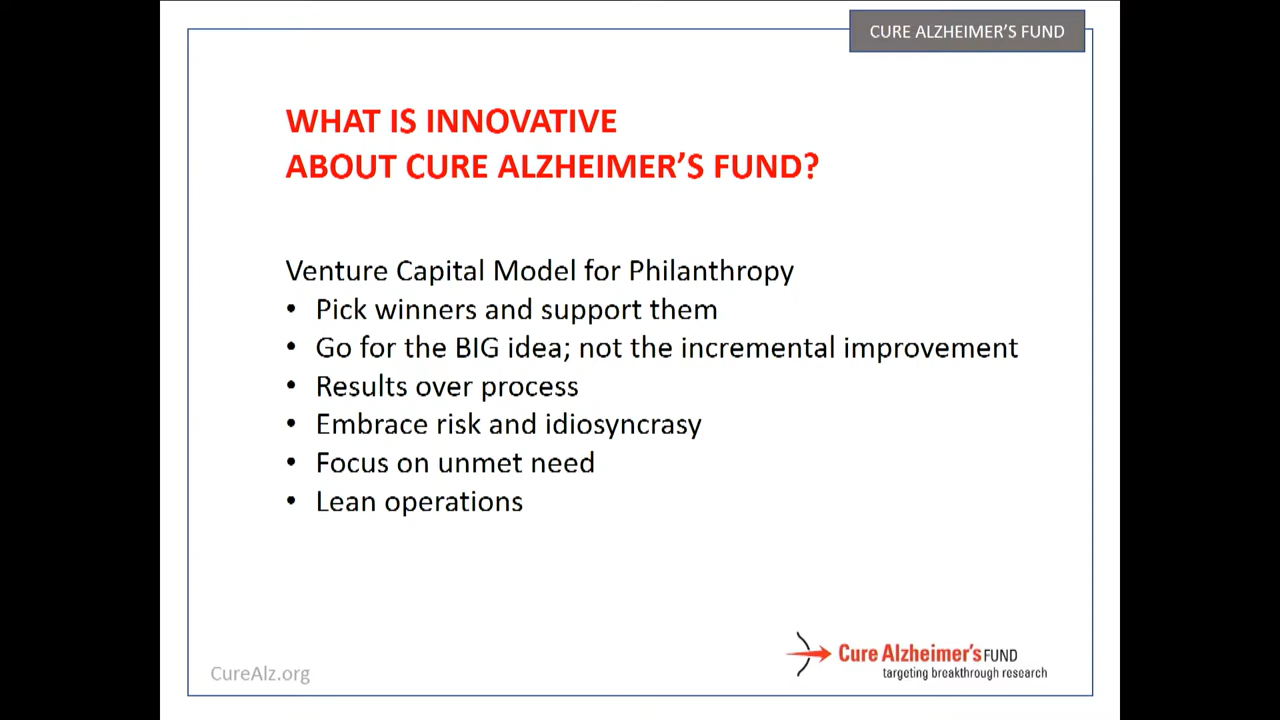 CURE ALZHEIMER’S FUND
WHAT IS INNOVATIVE
ABOUT CURE ALZHEIMER’S FUND?
Venture Capital Model for Philanthropy
• Pick winners and support them
• Go for the BIG idea; not the incremental improvement
• Results over process
• Embrace risk and idiosyncrasy
• Focus on unmet need
• Lean operations
Cure Alzheimer’s FUND
targeting breakthrough research
CureAlz.org